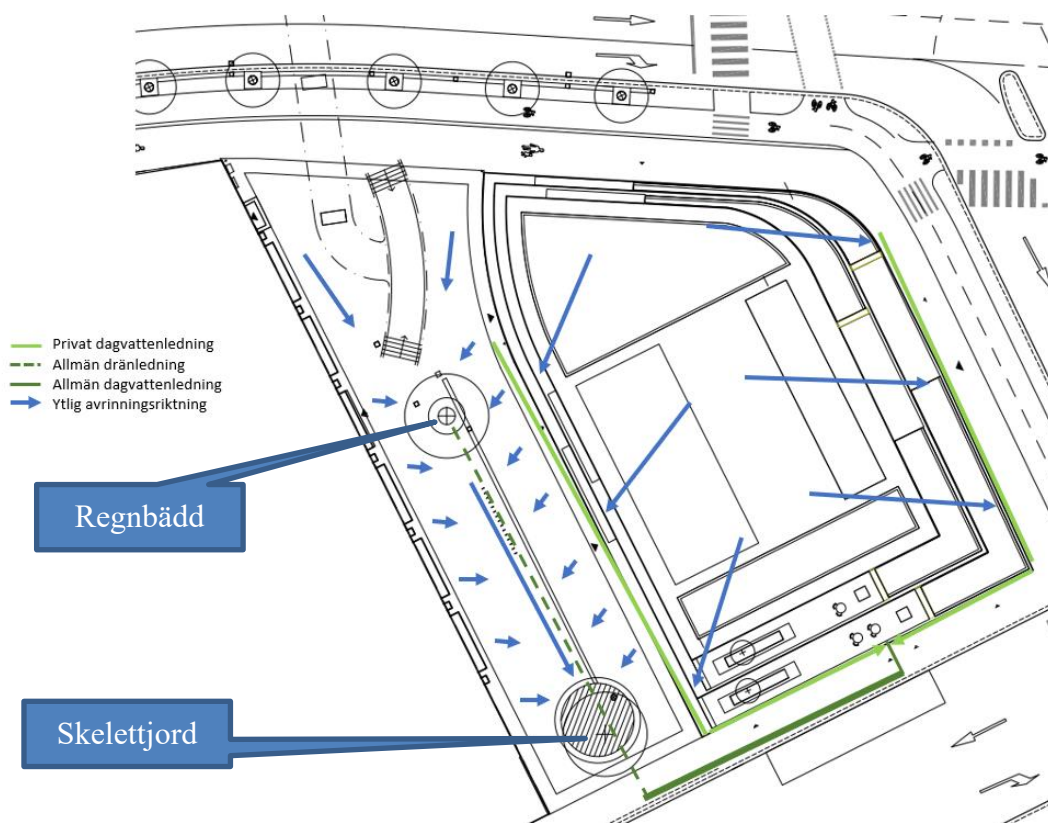 Privat dagvattenledning
Allmän dränledning
Allmän dagvattenledning
Ytlig avrinningsriktning
Regnbädd
Skelettjord